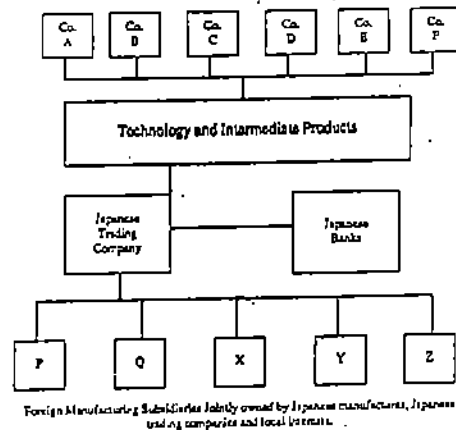 Co. Co. Co. Co. Co. Co.
A B C D E F
Technology and Intermediate Products
Japanese
Trading
Company
Japanese
Banks
P Q X Y Z
Foreign Manufacturing Subsidiaries Jointly owned by Japanese manufactures, Japanese
trading companies and local interests.